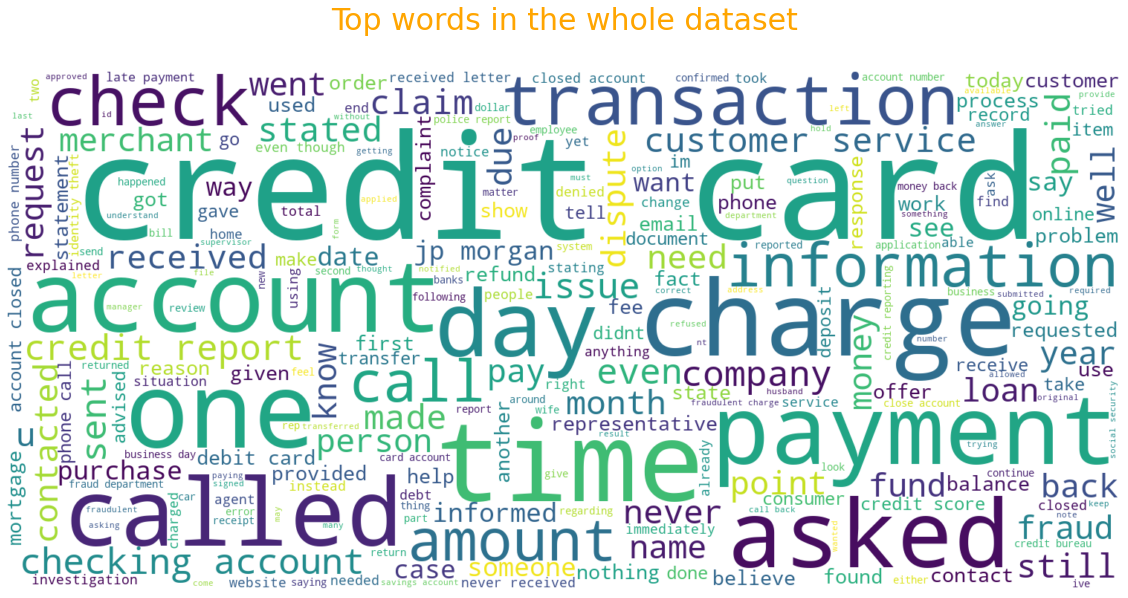 Top words in the whole dataset
approved
late payment
went
order
received letter
closed account
confirmed
took
account number
today
customer
two
check
used
end
claim
dollar
transaction
available
process
provide
last
id
without
police report
left
record
tried
merchant
go
stated
complaint
employee
hold
answer
item
paid
request
even though
getting
notice
proof
yet
due
dispute
customer service
phone number
statement
identity theft
happened
credit
matter
im
option
question
card
money back
ask
say
well
understand
got
way
must
denied
want
put
response
work
find
gave
total
applied
show
tell
change
phone
department
something
see
online
bill
home
form
email
document
problem
send
supervisor
received
make
date
jp morgan
system
need
reported
application
able
explained
letter
file
new
second
thought
notified
banks
refund
stating
issue
fact
information
account
using
following
people
correct
address
business
submitted
required
manager
review
fee
day
charge
deposit
credit reporting
going
account closed
first
didnt
refused
nt
number
requested
credit report
transfer
anything
money
year
returned
reason
know
call
pay
right
even
company
receive
use
situation
given
feel
state
husband
offer
loan
allowed
take
contacted
sent
advised
phone call
one
around
month
fraudulent charge
service
close account
original
made
report
wife
u
rep
transferred
another
representative
payment
social security
mortgage
person
time
result
already
trying
business day
debit card
card account
purchase
provided
help
give
look
point
fund
balance
continue
back
fraud department
paying
signed
instead
debt
thing
regarding
consumer
credit score
closed
keep
fraudulent
called
car
agent
part
informed
never
call back
wanted
asked
note
fraud
asking
charged
error
receipt
may
many
amount
immediately
name
credit bureau
checking account
return
case
someone
nothing
done
believe
found
either
contact
still
investigation
come
website
saying
needed
savings account
never received
ive